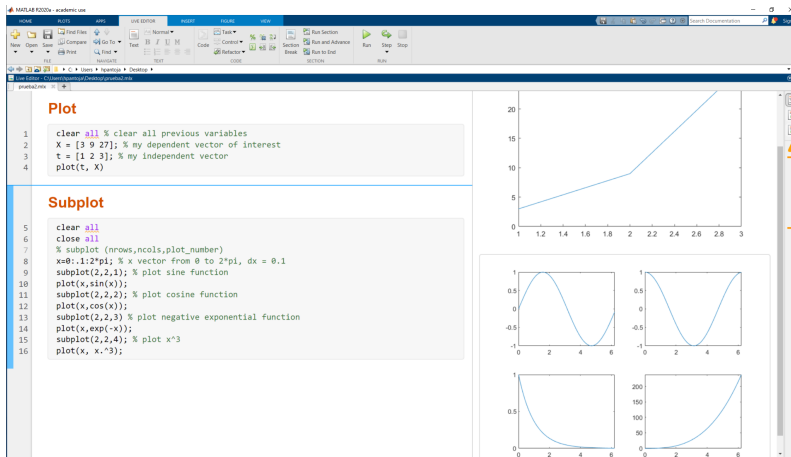 MATLAB R2020a - academic use
HOME PLOTS APPS LIVE EDITOR INSERT FIGURE VIEW
Search Documentation
Sign
New Open Save
Find Files
Compare
Print
Go To
Find
Text
Normal
B I U M
Code
Task
Control
Refactor
Section Break
Run Section
Run and Advance
Run to End
Run Step Stop
FILE NAVIGATE TEXT CODE SECTION RUN
C: Users hpantoja Desktop
Live Editor - C:\Users\hpantoja\Desktop\prueba2.mlx
prueba2.mlx
Plot
1 clear all % clear all previous variables
2 X = [3 9 27]; % my dependent vector of interest
3 t = [1 2 3]; % my independent vector
4 plot(t, X)
Subplot
5 clear all
6 close all
7 % subplot (nrows,ncols,plot_number)
8 x=0:.1:2*pi; % x vector from 0 to 2*pi, dx = 0.1
9 subplot(2,2,1); % plot sine function
10 plot(x,sin(x));
11 subplot(2,2,2); % plot cosine function
12 plot(x,cos(x));
13 subplot(2,2,3) % plot negative exponential function
14 plot(x,exp(-x));
15 subplot(2,2,4); % plot x^3
16 plot(x, x.^3);
20
15
10
5
0
1 1.2 1.4 1.6 1.8 2 2.2 2.4 2.6 2.8 3
1
0.5
0
-0.5
-1
0 2 4 6
1
0.5
0
-0.5
-1
0 2 4 6
1
0.5
0
0 2 4 6
200
150
100
50
0
0 2 4 6